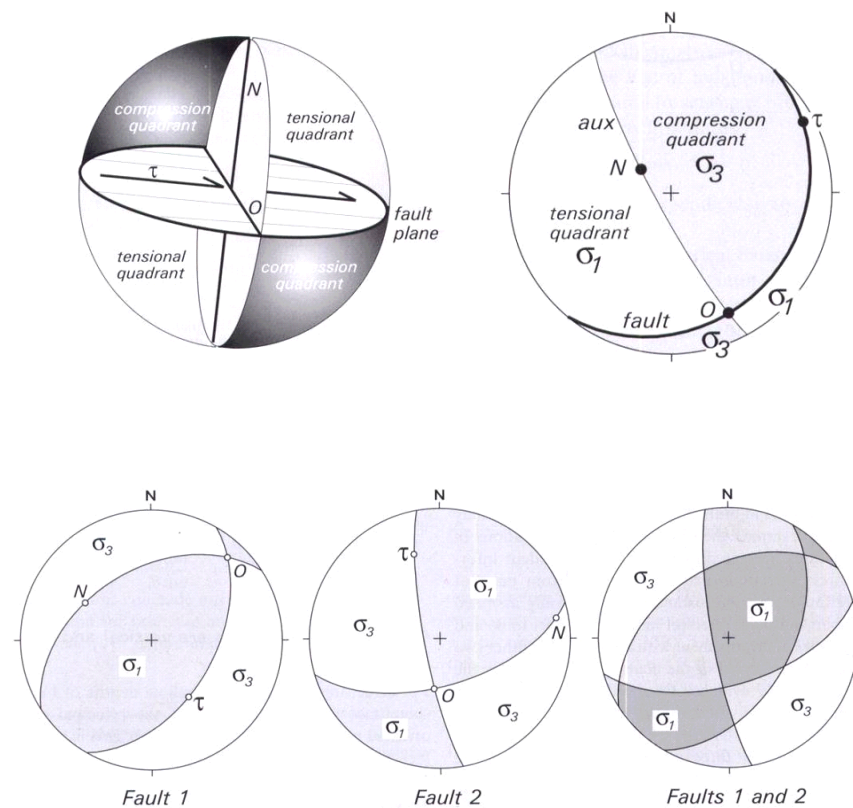 N
compression
quadrant
tensional
quadrant
τ
O
fault
plane
tensional
quadrant
compression
quadrant
N
aux
compression
quadrant
σ3
τ
N
tensional
quadrant
σ1
O
σ1
fault
σ3
N
σ3
O
N
σ1
σ3
τ
Fault 1
N
τ
σ1
σ3
N
O
σ1
σ3
Fault 2
N
σ3
σ1
σ1
σ3
Faults 1 and 2